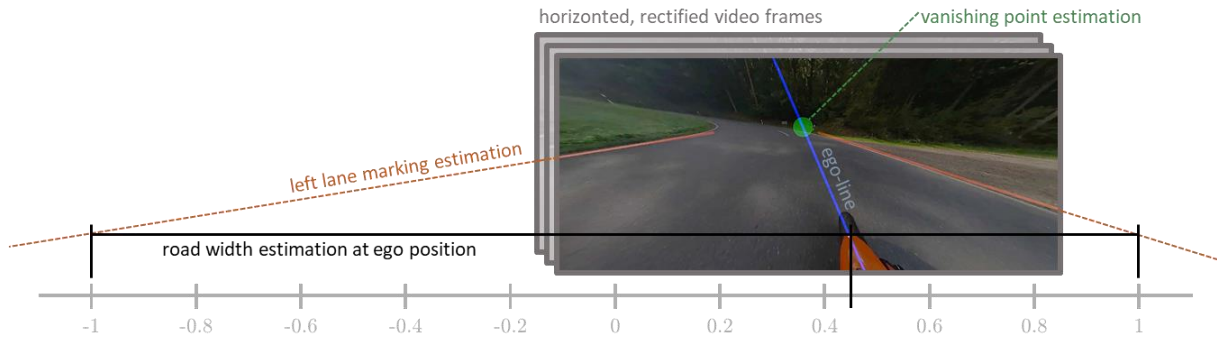 horizonted, rectified video frames
vanishing point estimation
left lane marking estimation
ego-line
road width estimation at ego position
-1
-0.8
-0.6
-0.4
-0.2
0
0.2
0.4
0.6
0.8
1